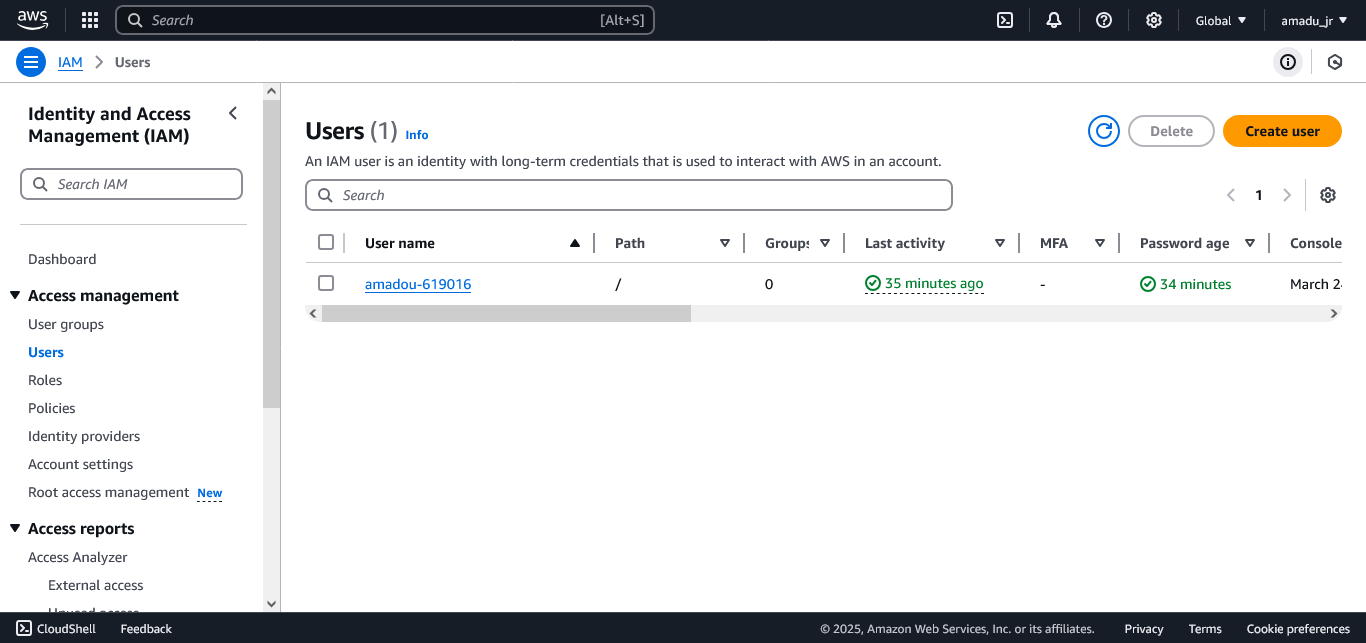 aws
Search [Alt+S]
Global
amadu_jr
IAM
Users
Identity and Access Management (IAM)
Search IAM
Dashboard
Access management
User groups
Users
Roles
Policies
Identity providers
Account settings
Root access management New
Access reports
Access Analyzer
External access
Unused access
Users (1) Info
Delete
Create user
An IAM user is an identity with long-term credentials that is used to interact with AWS in an account.
Search
1
User name Path Groups Last activity MFA Password age Console
amadou-619016 / 0 35 minutes ago - 34 minutes March 2
CloudShell Feedback © 2025, Amazon Web Services, Inc. or its affiliates. Privacy Terms Cookie preferences